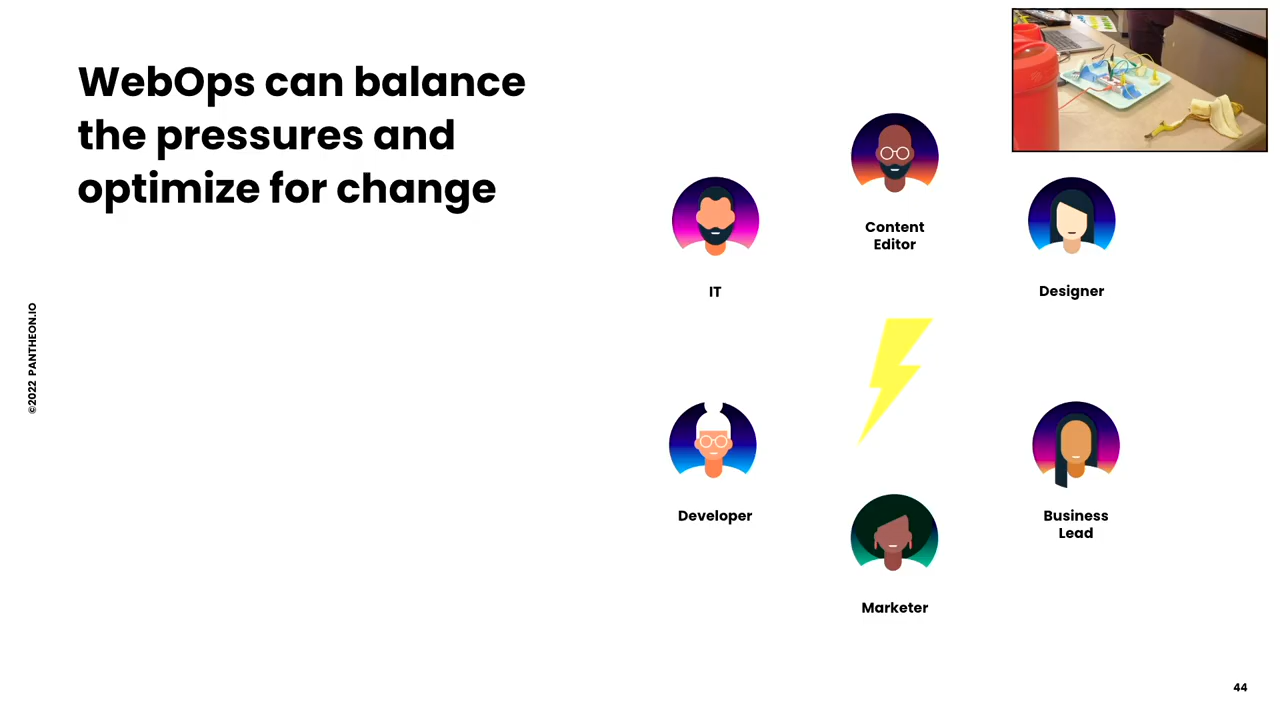 WebOps can balance
the pressures and
optimize for change
©2022 PANTHEON.IO
Content
Editor
IT
Designer
Developer
Business
Lead
Marketer
44